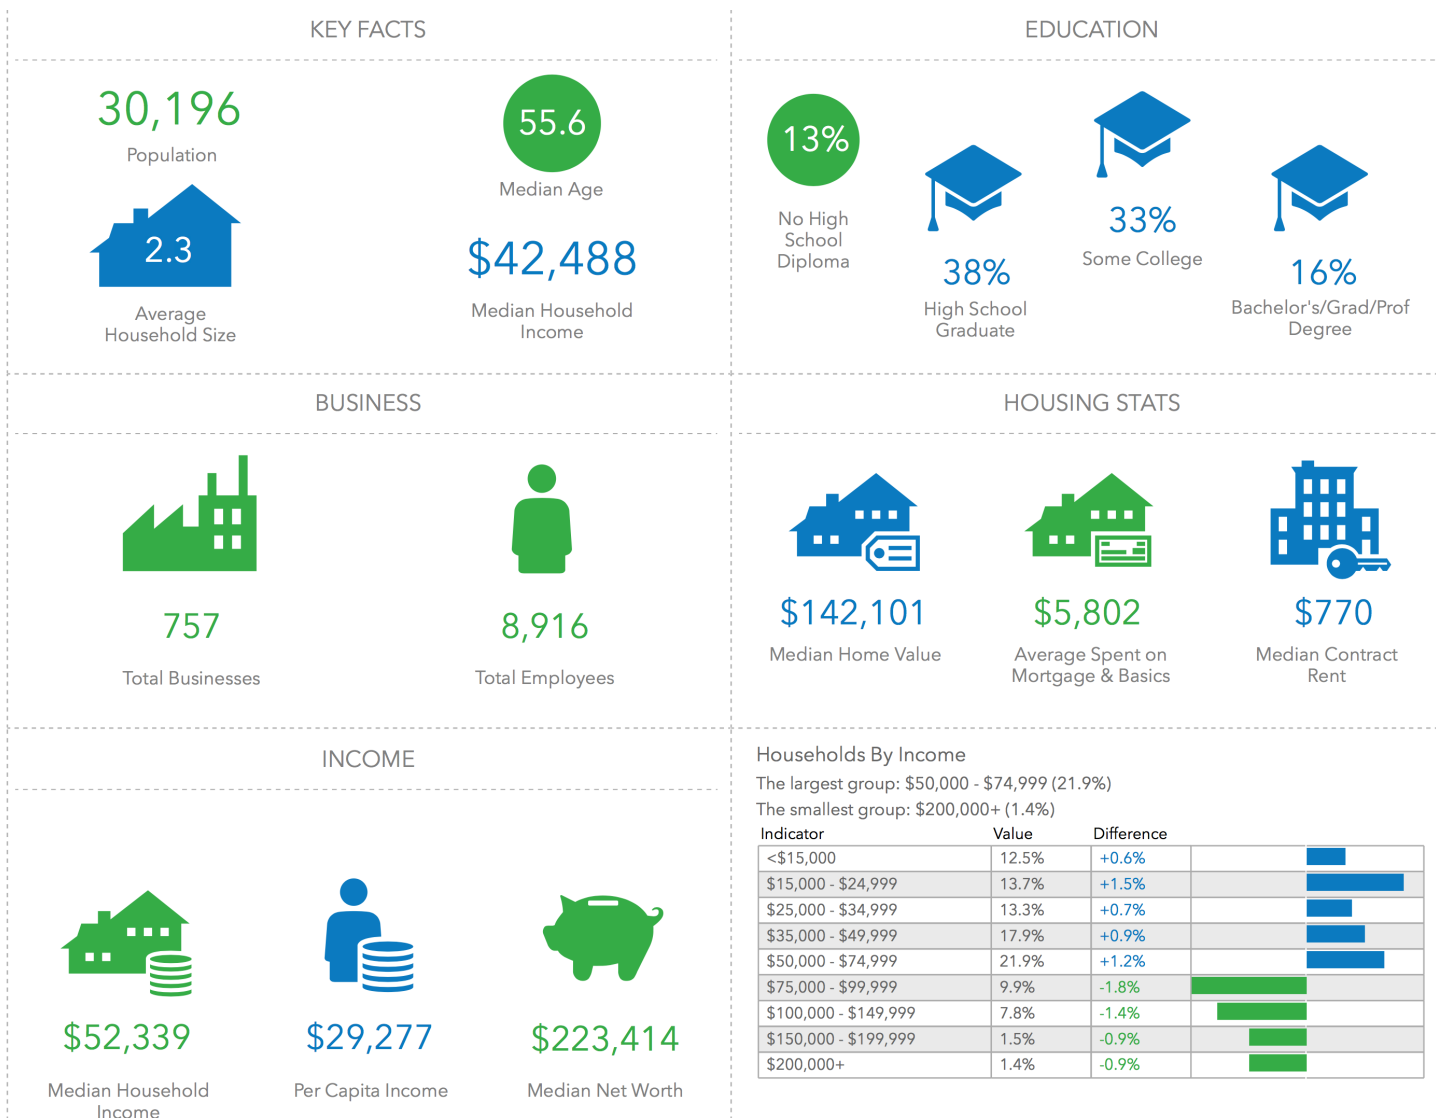 KEY FACTS
30,196
Population
55.6
Median Age
2.3
Average
Household Size
$42,488
Median Household
Income
EDUCATION
13%
No High
School
Diploma
38%
High School
Graduate
33%
Some College
16%
Bachelor's/Grad/Prof
Degree
BUSINESS
757
Total Businesses
8,916
Total Employees
HOUSING STATS
$142,101
Median Home Value
$5,802
Average Spent on
Mortgage & Basics
$770
Median Contract
Rent
INCOME
$52,339
Median Household
Income
$29,277
Per Capita Income
$223,414
Median Net Worth
Households By Income
The largest group: $50,000 - $74,999 (21.9%)
The smallest group: $200,000+ (1.4%)
Indicator Value Difference
<$15,000 12.5% +0.6%
$15,000 - $24,999 13.7% +1.5%
$25,000 - $34,999 13.3% +0.7%
$35,000 - $49,999 17.9% +0.9%
$50,000 - $74,999 21.9% +1.2%
$75,000 - $99,999 9.9% -1.8%
$100,000 - $149,999 7.8% -1.4%
$150,000 - $199,999 1.5% -0.9%
$200,000+ 1.4% -0.9%